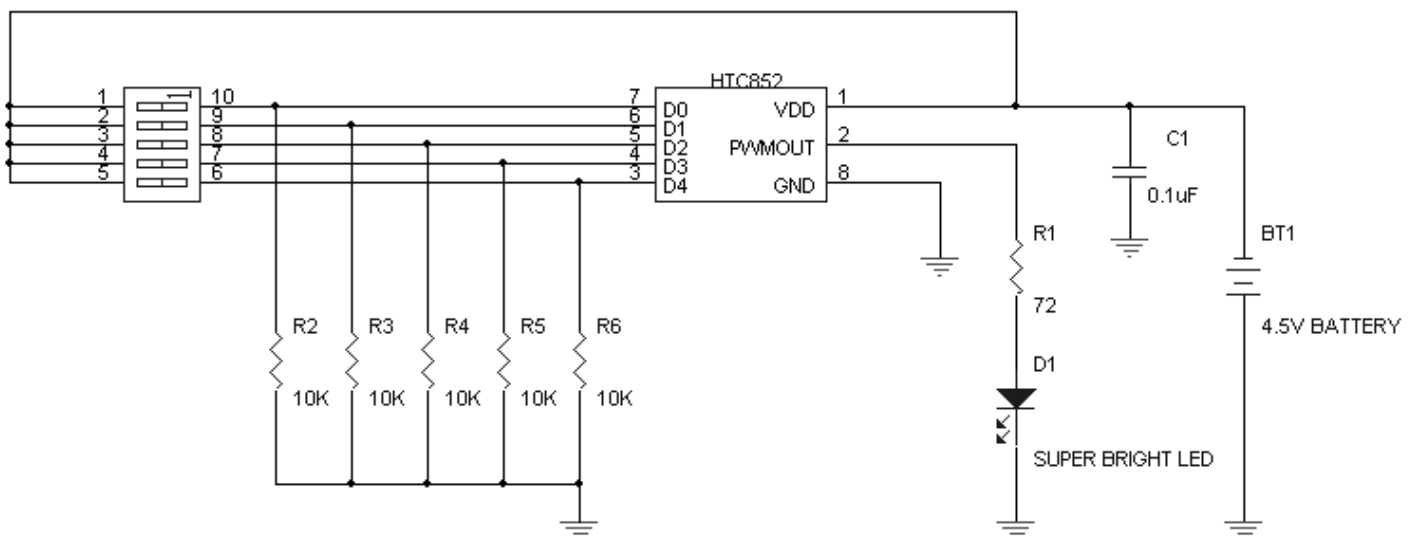 HTC852
1 10 7 D0 VDD 1
2 9 6 D1
3 8 5 D2 PWMOUT 2
4 7 4 D3
5 6 3 D4 GND 8
1
C1
0.1uF
R1
72
BT1
4.5V BATTERY
R2 R3 R4 R5 R6
10K 10K 10K 10K 10K
D1
SUPER BRIGHT LED